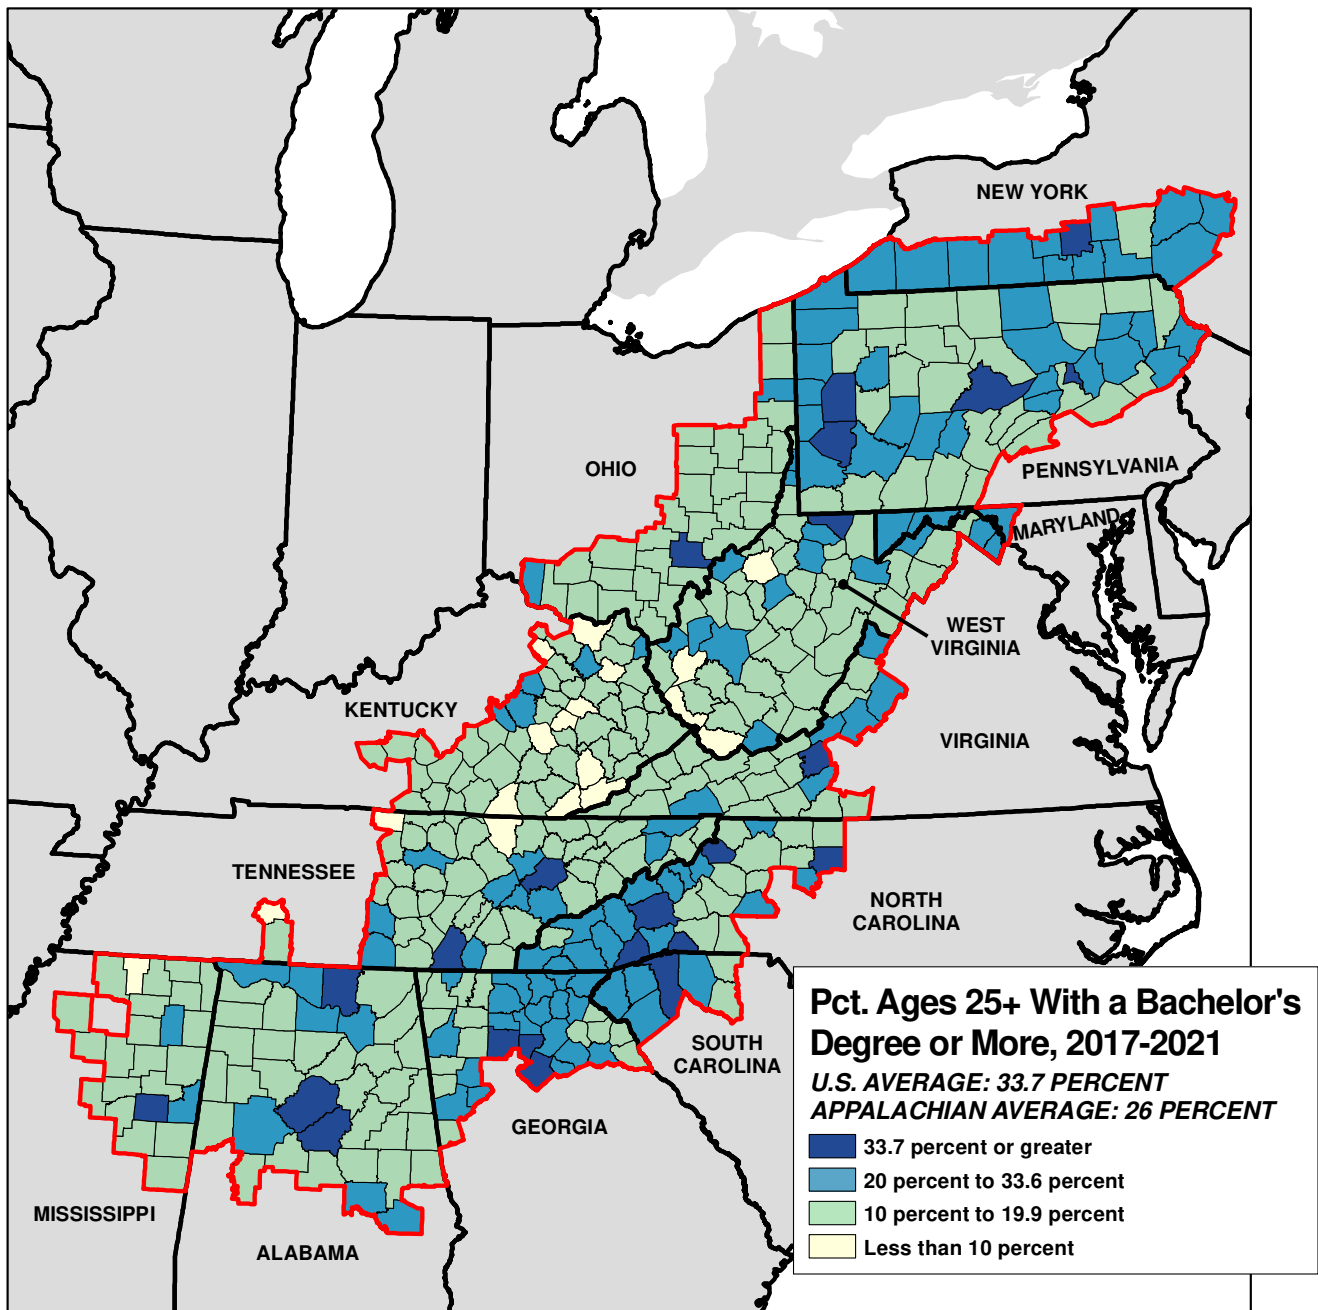 NEW YORK
OHIO
PENNSYLVANIA
MARYLAND
WEST
VIRGINIA
KENTUCKY
VIRGINIA
TENNESSEE
NORTH
CAROLINA
SOUTH
CAROLINA
GEORGIA
MISSISSIPPI
ALABAMA
Pct. Ages 25+ With a Bachelor's
Degree or More, 2017-2021
U.S. AVERAGE: 33.7 PERCENT
APPALACHIAN AVERAGE: 26 PERCENT
33.7 percent or greater
20 percent to 33.6 percent
10 percent to 19.9 percent
Less than 10 percent